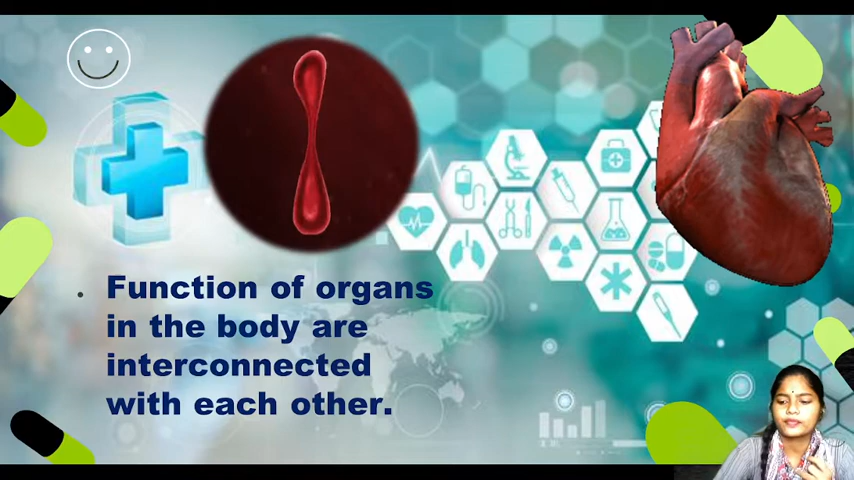 Function of organs
in the body are
interconnected
with each other.